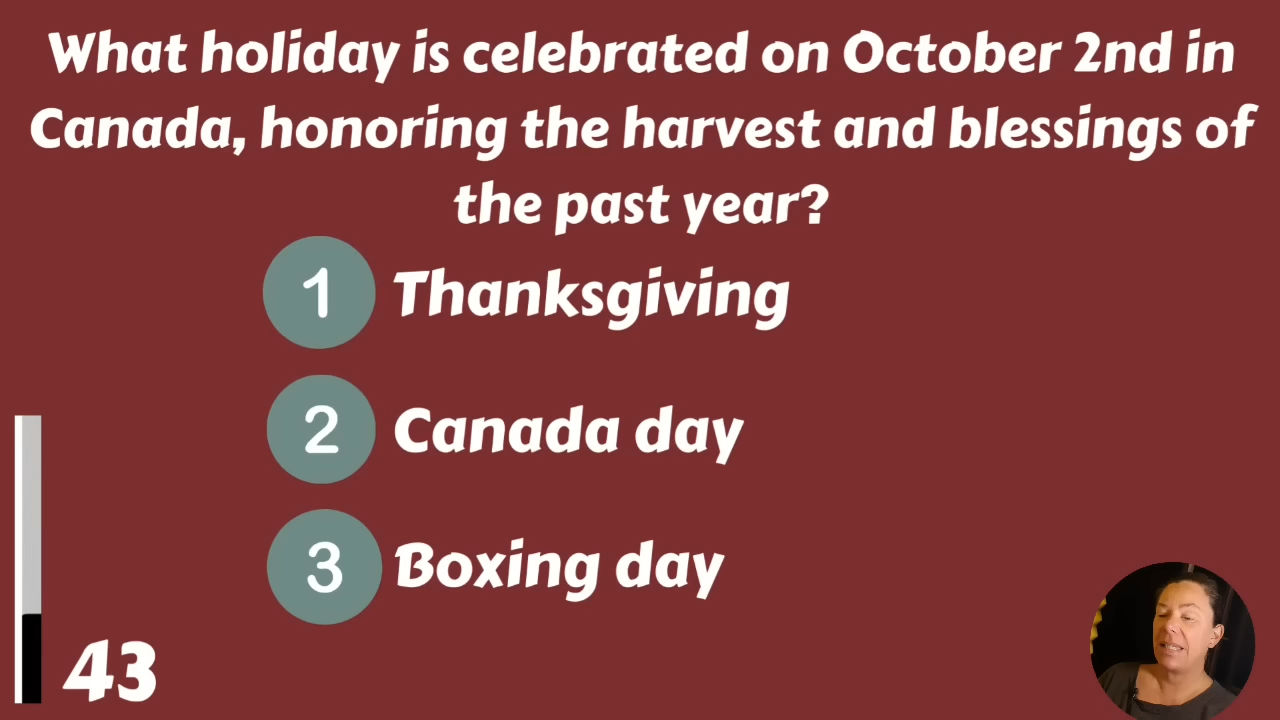 What holiday is celebrated on October 2nd in
Canada, honoring the harvest and blessings of
the past year?
1 Thanksgiving
2 Canada day
3 Boxing day
43